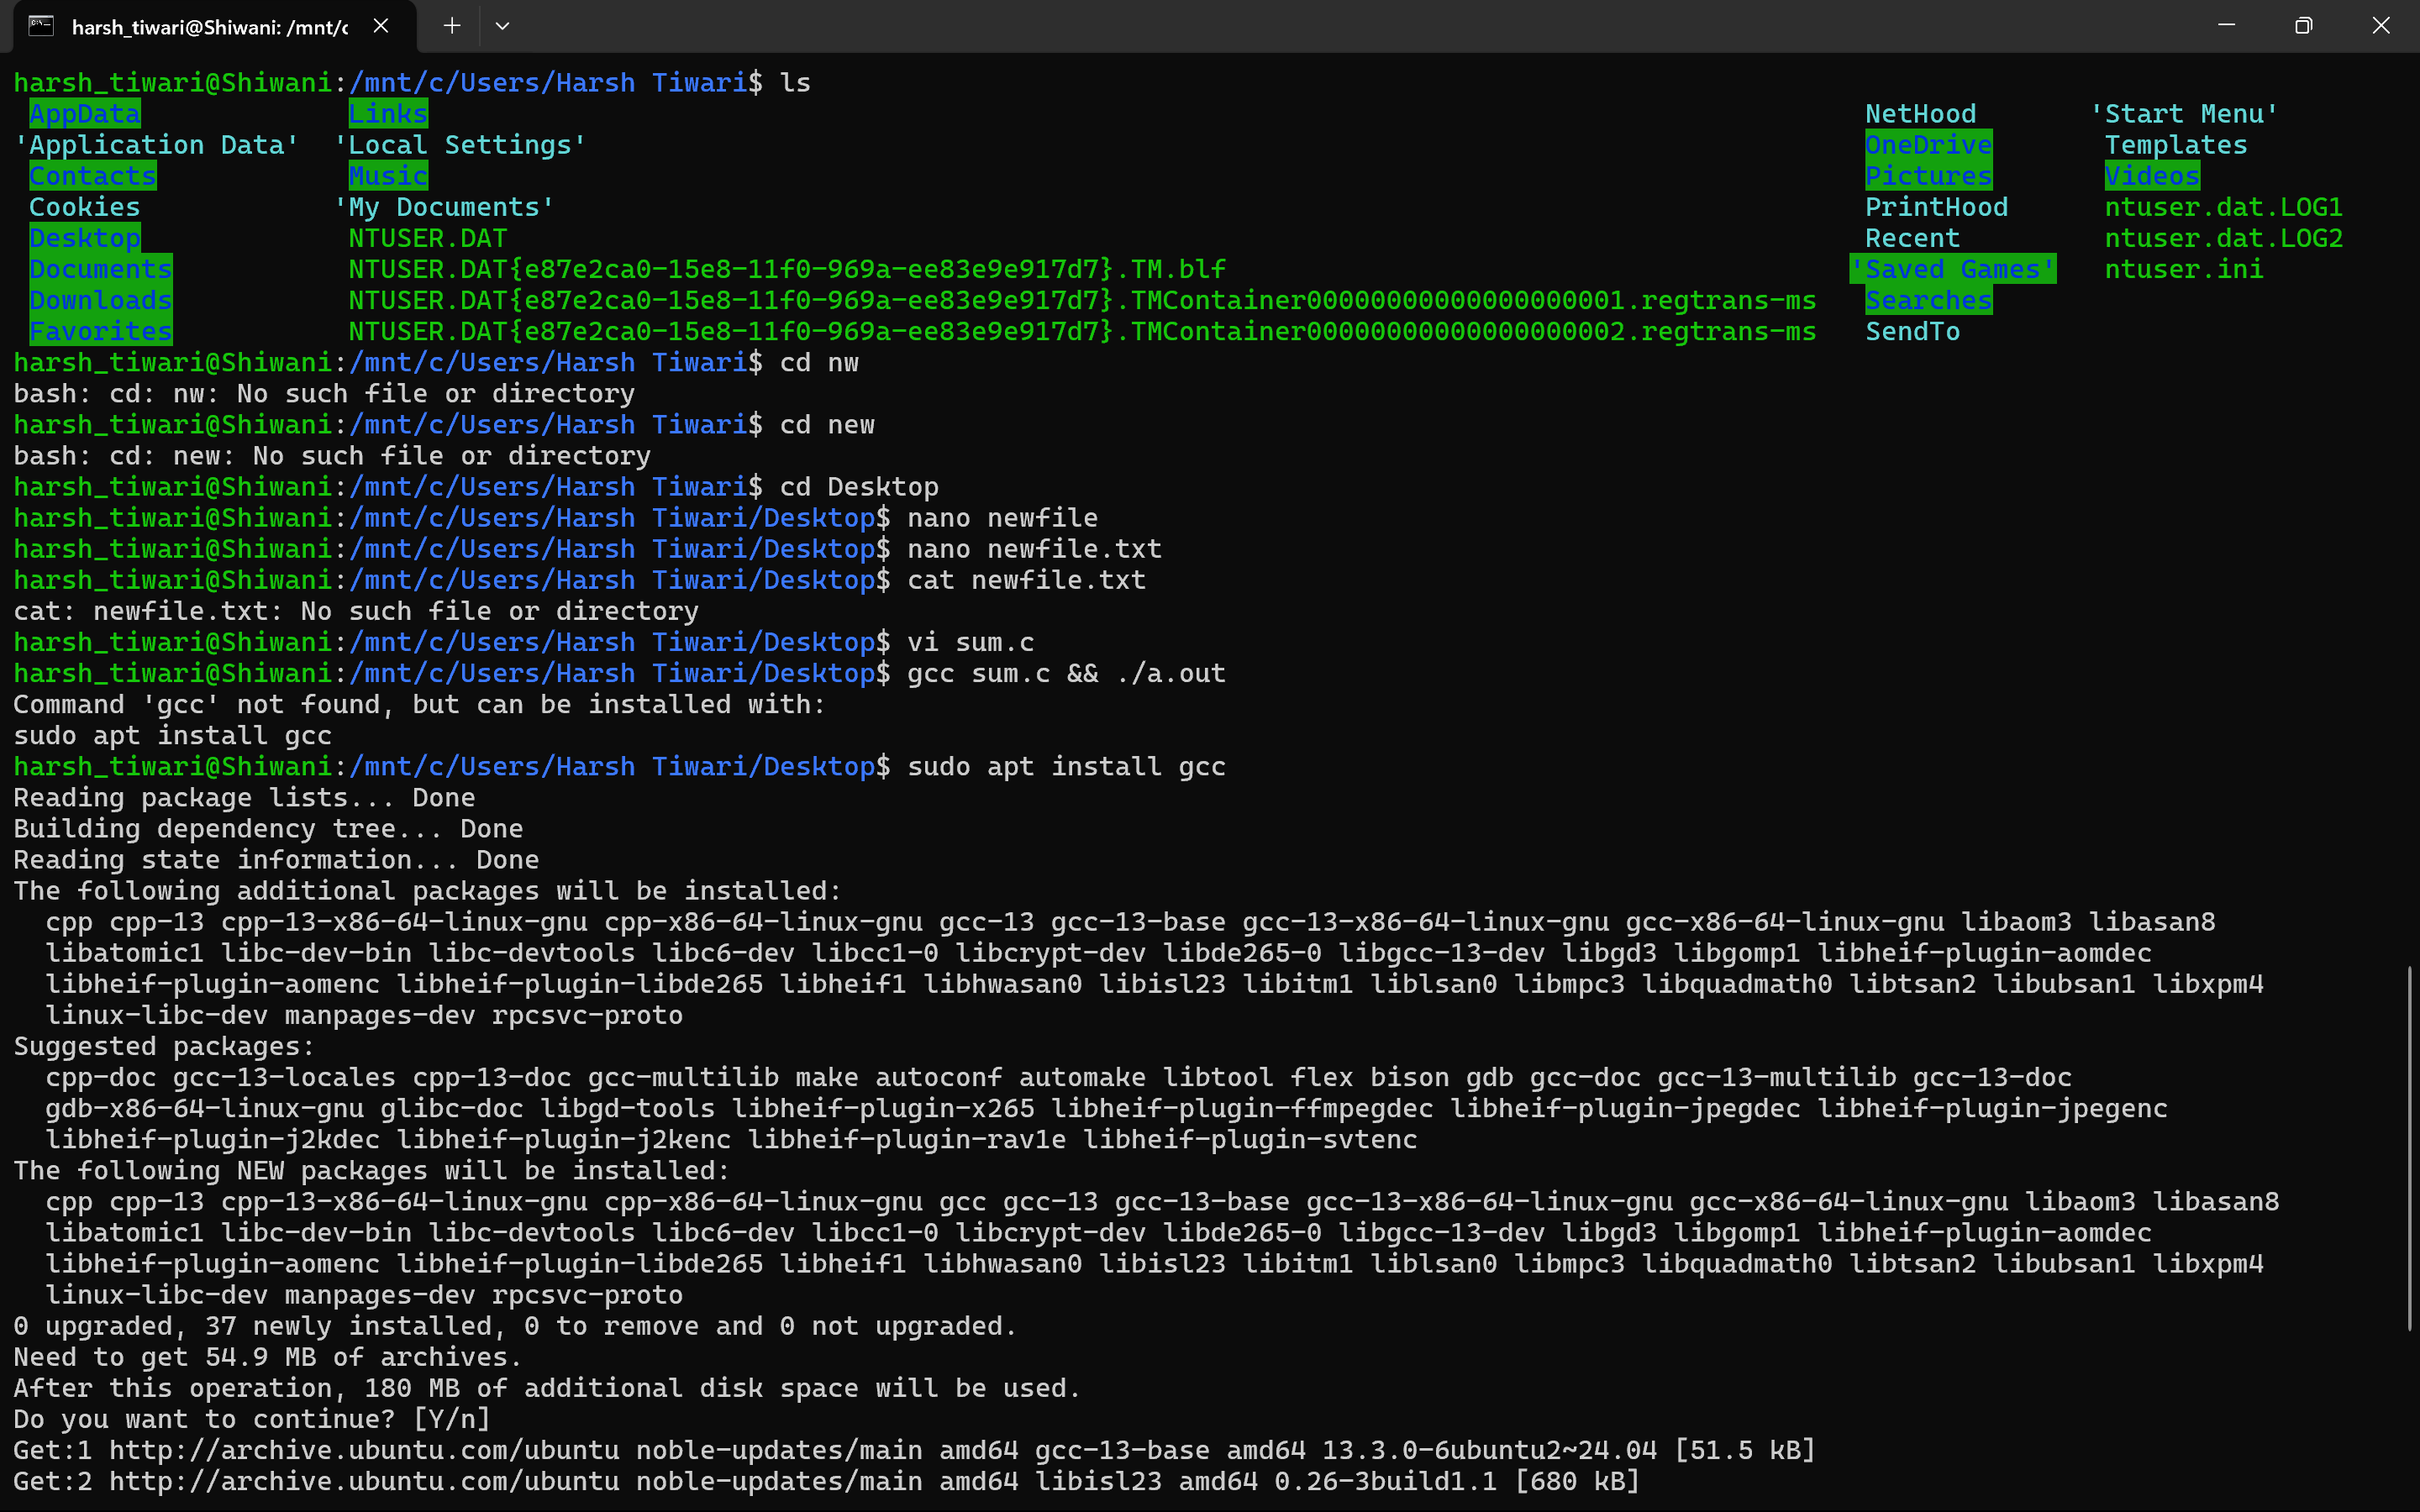 harsh_tiwari@Shiwani: /mnt/c
harsh_tiwari@Shiwani:/mnt/c/Users/Harsh Tiwari$ ls
 AppData             Links                                                                                          NetHood       'Start Menu'
'Application Data'  'Local Settings'                                                                                OneDrive       Templates
 Contacts            Music                                                                                          Pictures       Videos
 Cookies            'My Documents'                                                                                  PrintHood      ntuser.dat.LOG1
 Desktop             NTUSER.DAT                                                                                     Recent         ntuser.dat.LOG2
 Documents           NTUSER.DAT{e87e2ca0-15e8-11f0-969a-ee83e9e917d7}.TM.blf                                       'Saved Games'   ntuser.ini
 Downloads           NTUSER.DAT{e87e2ca0-15e8-11f0-969a-ee83e9e917d7}.TMContainer00000000000000000001.regtrans-ms   Searches
 Favorites           NTUSER.DAT{e87e2ca0-15e8-11f0-969a-ee83e9e917d7}.TMContainer00000000000000000002.regtrans-ms   SendTo
harsh_tiwari@Shiwani:/mnt/c/Users/Harsh Tiwari$ cd nw
bash: cd: nw: No such file or directory
harsh_tiwari@Shiwani:/mnt/c/Users/Harsh Tiwari$ cd new
bash: cd: new: No such file or directory
harsh_tiwari@Shiwani:/mnt/c/Users/Harsh Tiwari$ cd Desktop
harsh_tiwari@Shiwani:/mnt/c/Users/Harsh Tiwari/Desktop$ nano newfile
harsh_tiwari@Shiwani:/mnt/c/Users/Harsh Tiwari/Desktop$ nano newfile.txt
harsh_tiwari@Shiwani:/mnt/c/Users/Harsh Tiwari/Desktop$ cat newfile.txt
cat: newfile.txt: No such file or directory
harsh_tiwari@Shiwani:/mnt/c/Users/Harsh Tiwari/Desktop$ vi sum.c
harsh_tiwari@Shiwani:/mnt/c/Users/Harsh Tiwari/Desktop$ gcc sum.c && ./a.out
Command 'gcc' not found, but can be installed with:
sudo apt install gcc
harsh_tiwari@Shiwani:/mnt/c/Users/Harsh Tiwari/Desktop$ sudo apt install gcc
Reading package lists... Done
Building dependency tree... Done
Reading state information... Done
The following additional packages will be installed:
  cpp cpp-13 cpp-13-x86-64-linux-gnu cpp-x86-64-linux-gnu gcc-13 gcc-13-base gcc-13-x86-64-linux-gnu gcc-x86-64-linux-gnu libaom3 libasan8
  libatomic1 libc-dev-bin libc-devtools libc6-dev libcc1-0 libcrypt-dev libde265-0 libgcc-13-dev libgd3 libgomp1 libheif-plugin-aomdec
  libheif-plugin-aomenc libheif-plugin-libde265 libheif1 libhwasan0 libisl23 libitm1 liblsan0 libmpc3 libquadmath0 libtsan2 libubsan1 libxpm4
  linux-libc-dev manpages-dev rpcsvc-proto
Suggested packages:
  cpp-doc gcc-13-locales cpp-13-doc gcc-multilib make autoconf automake libtool flex bison gdb gcc-doc gcc-13-multilib gcc-13-doc
  gdb-x86-64-linux-gnu glibc-doc libgd-tools libheif-plugin-x265 libheif-plugin-ffmpegdec libheif-plugin-jpegdec libheif-plugin-jpegenc
  libheif-plugin-j2kdec libheif-plugin-j2kenc libheif-plugin-rav1e libheif-plugin-svtenc
The following NEW packages will be installed:
  cpp cpp-13 cpp-13-x86-64-linux-gnu cpp-x86-64-linux-gnu gcc gcc-13 gcc-13-base gcc-13-x86-64-linux-gnu gcc-x86-64-linux-gnu libaom3 libasan8
  libatomic1 libc-dev-bin libc-devtools libc6-dev libcc1-0 libcrypt-dev libde265-0 libgcc-13-dev libgd3 libgomp1 libheif-plugin-aomdec
  libheif-plugin-aomenc libheif-plugin-libde265 libheif1 libhwasan0 libisl23 libitm1 liblsan0 libmpc3 libquadmath0 libtsan2 libubsan1 libxpm4
  linux-libc-dev manpages-dev rpcsvc-proto
0 upgraded, 37 newly installed, 0 to remove and 0 not upgraded.
Need to get 54.9 MB of archives.
After this operation, 180 MB of additional disk space will be used.
Do you want to continue? [Y/n]
Get:1 http://archive.ubuntu.com/ubuntu noble-updates/main amd64 gcc-13-base amd64 13.3.0-6ubuntu2~24.04 [51.5 kB]
Get:2 http://archive.ubuntu.com/ubuntu noble-updates/main amd64 libisl23 amd64 0.26-3build1.1 [680 kB]